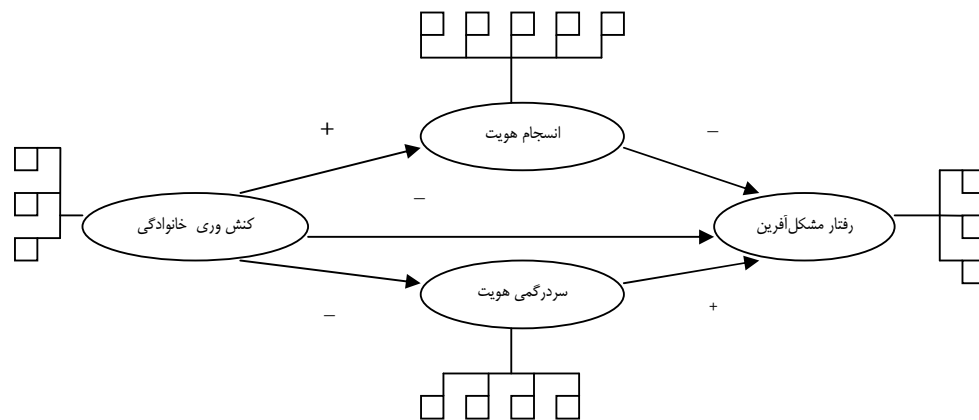 انسجام هویت
+
–
–
کنش وری خانوادگی
رفتار مشکل‌آفرین
سردرگمی هویت
–
+